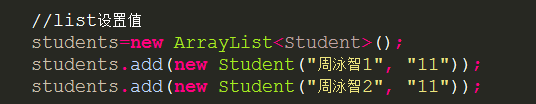 //list设置值
students=new ArrayList<Student>();
students.add(new Student("周泳智1", "11"));
students.add(new Student("周泳智2", "11"));